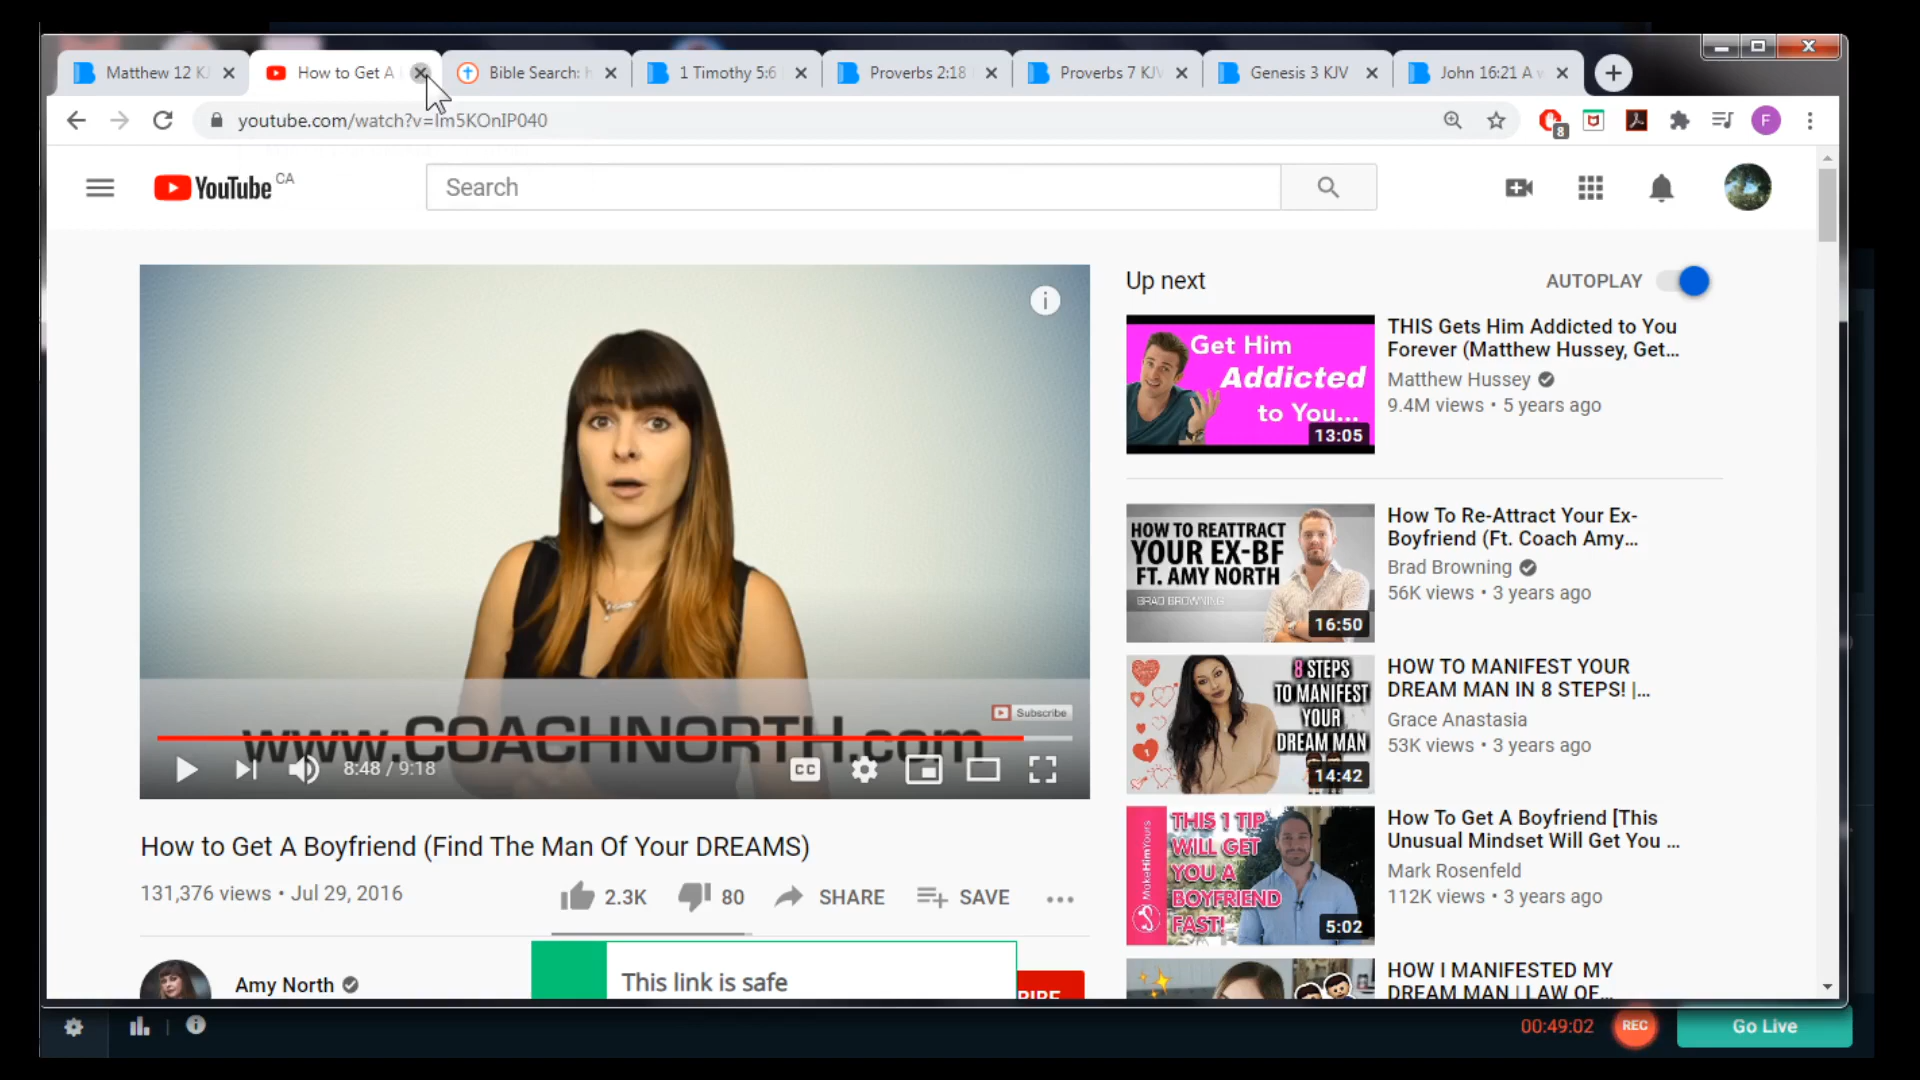 Matthew 12 K
How to Get A
Bible Search: h
1 Timothy 5:6
Proverbs 2:18
Proverbs 7 KJV
Genesis 3 KJV
John 16:21 A w
youtube.com/watch?v=Im5KOnIP040
8
F
YouTube CA
Search
Up next
AUTOPLAY
Get Him
Addicted
to You...
13:05
THIS Gets Him Addicted to You
Forever (Matthew Hussey, Get...
Matthew Hussey
9.4M views • 5 years ago
HOW TO REATTRACT
YOUR EX-BF
FT. AMY NORTH
BRAD BROWNING
16:50
How To Re-Attract Your Ex-
Boyfriend (Ft. Coach Amy...
Brad Browning
56K views • 3 years ago
8 STEPS
TO MANIFEST
YOUR
DREAM MAN
14:42
HOW TO MANIFEST YOUR
DREAM MAN IN 8 STEPS! |...
Grace Anastasia
53K views • 3 years ago
MakeHimYours
THIS 1 TIP
WILL GET
YOU A
BOYFRIEND
FAST!
5:02
How To Get A Boyfriend [This
Unusual Mindset Will Get You ...
Mark Rosenfeld
112K views • 3 years ago
HOW I MANIFESTED MY
DREAM MAN | LAW OF...
Subscribe
www.COACHNORTH.com
8:48 / 9:18
CC
How to Get A Boyfriend (Find The Man Of Your DREAMS)
131,376 views • Jul 29, 2016
2.3K
80
SHARE
SAVE
Amy North
This link is safe
00:49:02
REC
Go Live